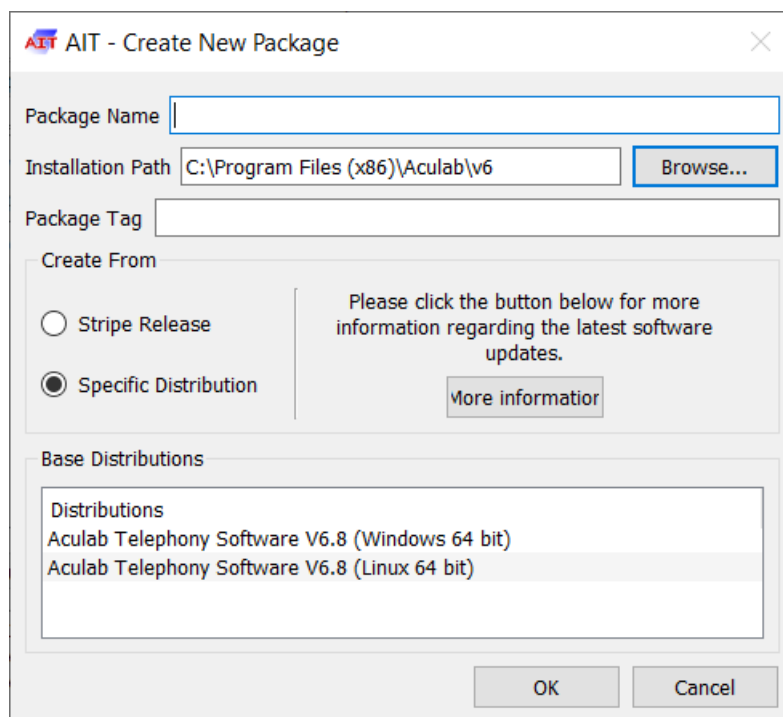 AIT AIT - Create New Package
Package Name
Installation Path C:\Program Files (x86)\Aculab\v6 Browse...
Package Tag
Create From
Stripe Release
Specific Distribution
Please click the button below for more
information regarding the latest software
updates.
More information
Base Distributions
Distributions
Aculab Telephony Software V6.8 (Windows 64 bit)
Aculab Telephony Software V6.8 (Linux 64 bit)
OK Cancel